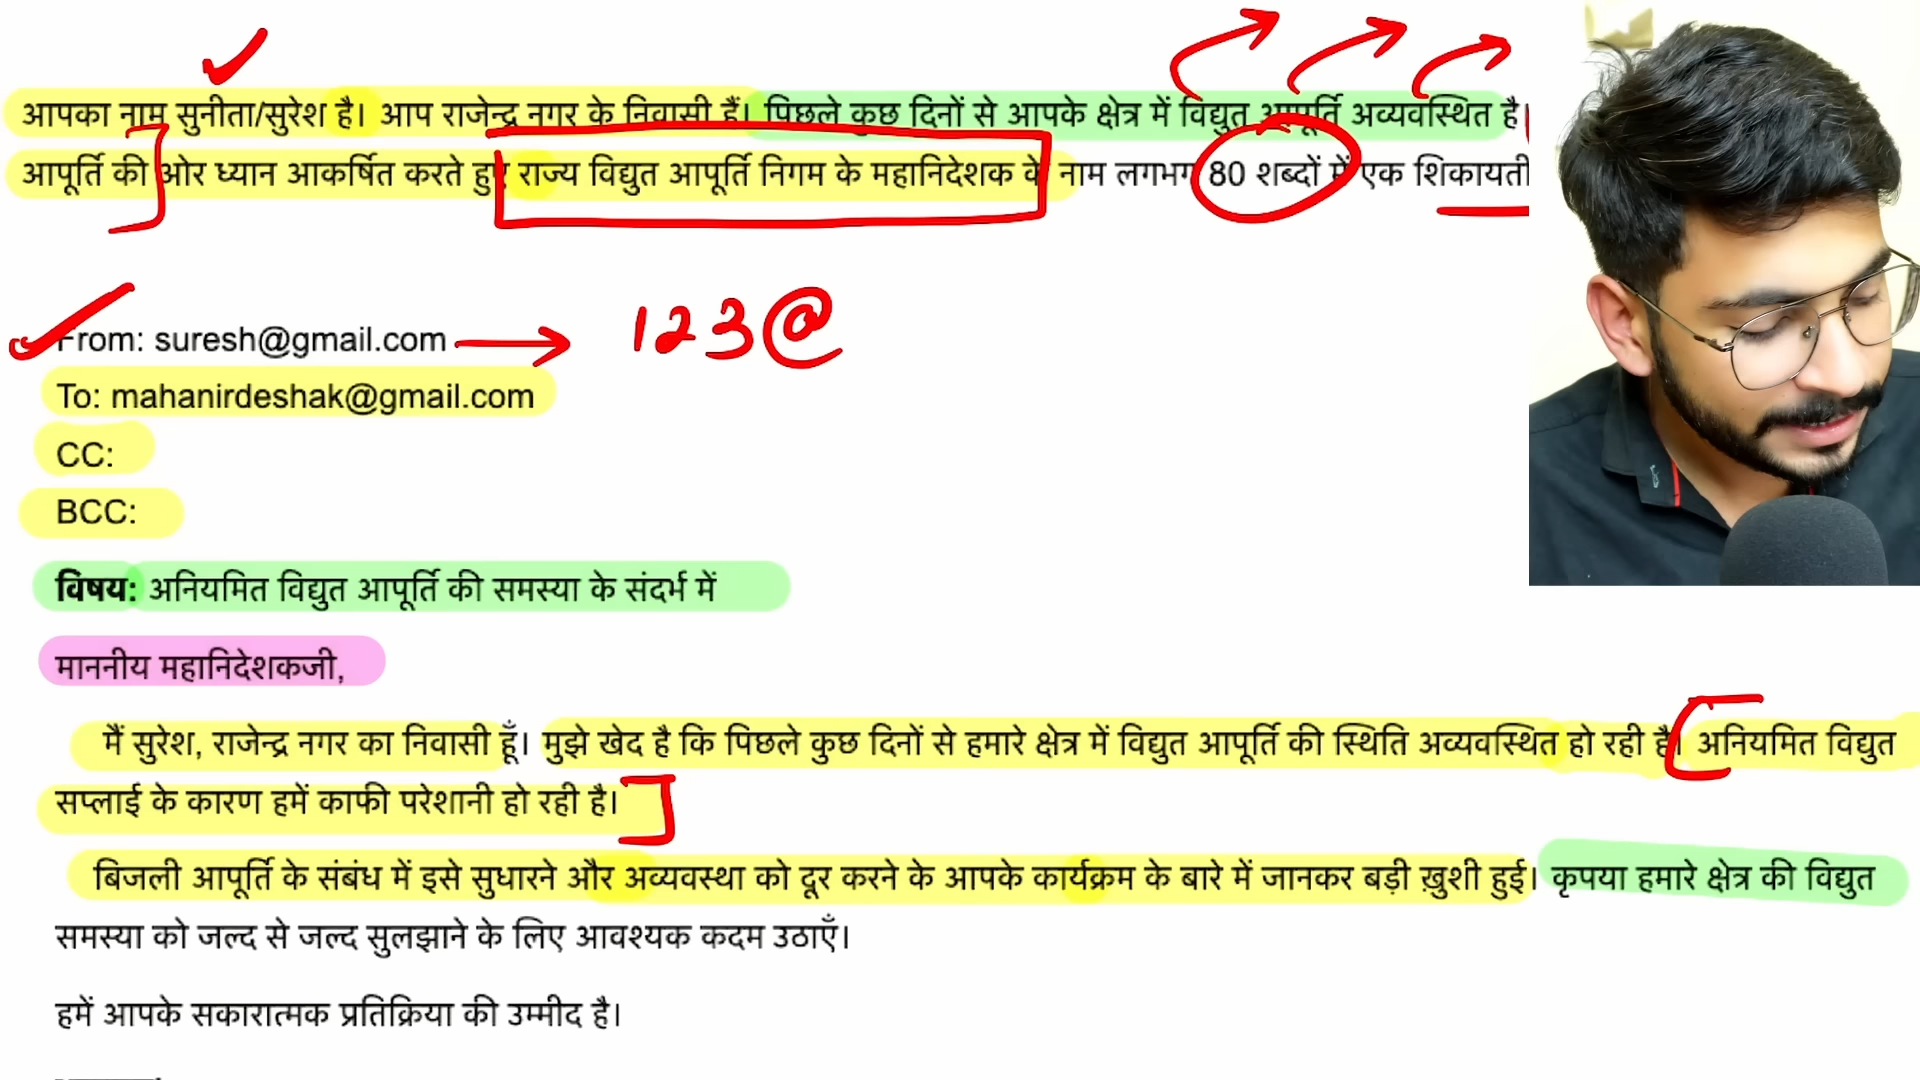 आपका नाम सुनीता/सुरेश है। आप राजेन्द्र नगर के निवासी हैं। पिछले कुछ दिनों से आपके क्षेत्र में विद्युत आपूर्ति अव्यवस्थित है।
आपूर्ति की ओर ध्यान आकर्षित करते हुए राज्य विद्युत आपूर्ति निगम के महानिदेशक के नाम लगभग 80 शब्दों में एक शिकायती
From: suresh@gmail.com → 123@
To: mahanirdeshak@gmail.com
CC:
BCC:
विषय: अनियमित विद्युत आपूर्ति की समस्या के संदर्भ में
माननीय महानिदेशकजी,
मैं सुरेश, राजेन्द्र नगर का निवासी हूँ। मुझे खेद है कि पिछले कुछ दिनों से हमारे क्षेत्र में विद्युत आपूर्ति की स्थिति अव्यवस्थित हो रही है। अनियमित विद्युत
सप्लाई के कारण हमें काफी परेशानी हो रही है।
बिजली आपूर्ति के संबंध में इसे सुधारने और अव्यवस्था को दूर करने के आपके कार्यक्रम के बारे में जानकर बड़ी ख़ुशी हुई। कृपया हमारे क्षेत्र की विद्युत
समस्या को जल्द से जल्द सुलझाने के लिए आवश्यक कदम उठाएँ।
हमें आपके सकारात्मक प्रतिक्रिया की उम्मीद है।